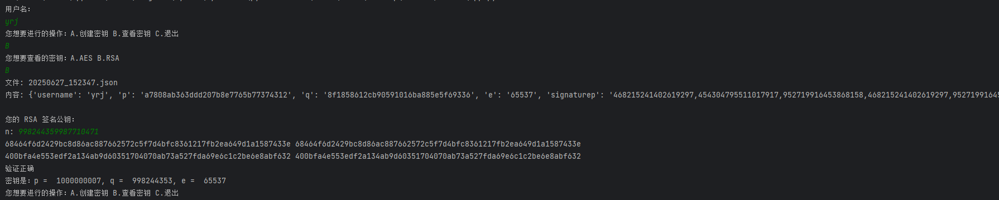 用户名:
yrj
您想要进行的操作: A.创建密钥 B.查看密钥 C.退出
B
您想要查看的密钥: A.AES B.RSA
B
文件: 20250627_152347.json
内容: {'username': 'yrj', 'p': 'a7808ab363ddd207b8e7765b77374312', 'q': '8f1858612cb90591016ba885e5f69336', 'e': '65537', 'signaturep': '468215241402619297,454304795511017917,952719916453868158,468215241402619297,95271991645
您的 RSA 签名公钥:
n: 998244359987710471
68464f6d2429bc8d86ac887662572c5f7d4bfc8361217fb2ea649d1a1587433e 68464f6d2429bc8d86ac887662572c5f7d4bfc8361217fb2ea649d1a1587433e
400bfa4e553edf2a134ab9d60351704070ab73a527fda69e6c1c2be6e8abf632 400bfa4e553edf2a134ab9d60351704070ab73a527fda69e6c1c2be6e8abf632
验证正确
密钥是: p =  1000000007, q =  998244353, e =  65537
您想要进行的操作: A.创建密钥 B.查看密钥 C.退出